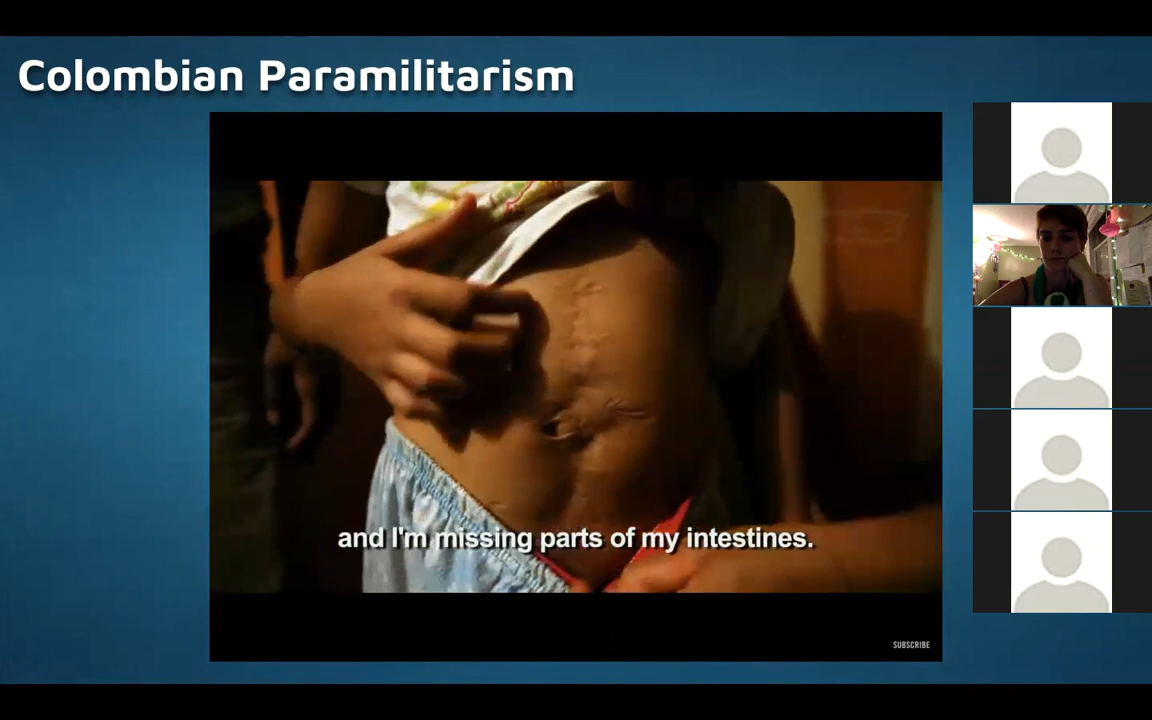 Colombian Paramilitarism
and I'm missing parts of my intestines.
SUBSCRIBE